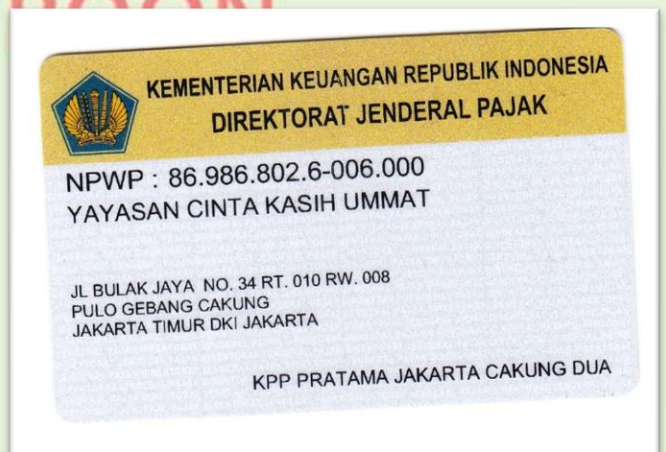 KEMENTERIAN KEUANGAN REPUBLIK INDONESIA
DIREKTORAT JENDERAL PAJAK
NPWP : 86.986.802.6-006.000
YAYASAN CINTA KASIH UMMAT
JL BULAK JAYA NO. 34 RT. 010 RW. 008
PULO GEBANG CAKUNG
JAKARTA TIMUR DKI JAKARTA
KPP PRATAMA JAKARTA CAKUNG DUA